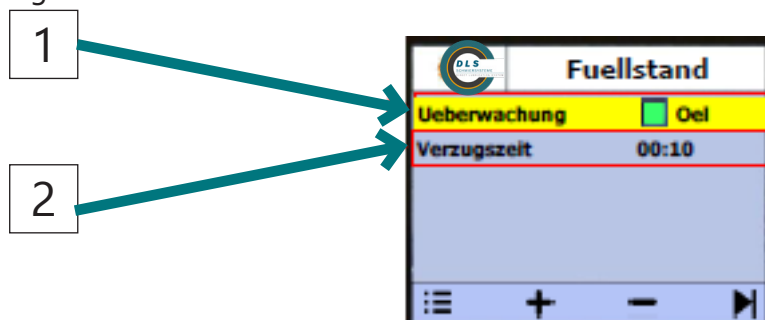 1
DLS
Fuellstand
Ueberwachung Oel
Verzugszeit 00:10
2